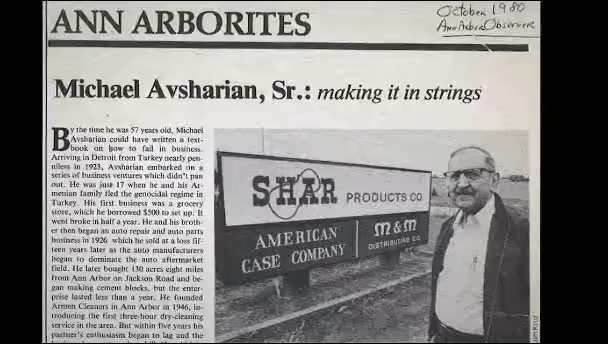 October 1980
Ann Arbor Observer
ANN ARBORITES
Michael Avsharian, Sr.: making it in strings
By the time he was 57 years old, Michael
Avsharian could have written a text-
book on how to fail in business.
Arriving in Detroit from Turkey nearly pen-
niless in 1923, Avsharian embarked on a
series of business ventures which didn't pan
out. He was just 17 when he and his Ar-
menian family fled the genocidal regime in
Turkey. His first business was a grocery
store, which he borrowed $500 to set up. It
went broke in half a year. He and his broth-
er then began an auto repair and auto parts
business in 1926 which he sold at a loss fif-
teen years later as the auto manufacturers
began to dominate the auto aftermarket
field. He later bought 130 acres eight miles
from Ann Arbor on Jackson Road and be-
gan making cement blocks, but the enter-
prise lasted less than a year. He founded
Armen Cleaners in Ann Arbor in 1946, in-
troducing the first three-hour dry-cleaning
service in the area. But within five years his
partner's enthusiasm began to lag and the
SHAR PRODUCTS CO.
AMERICAN
CASE COMPANY
M&M
DISTRIBUTING CO.